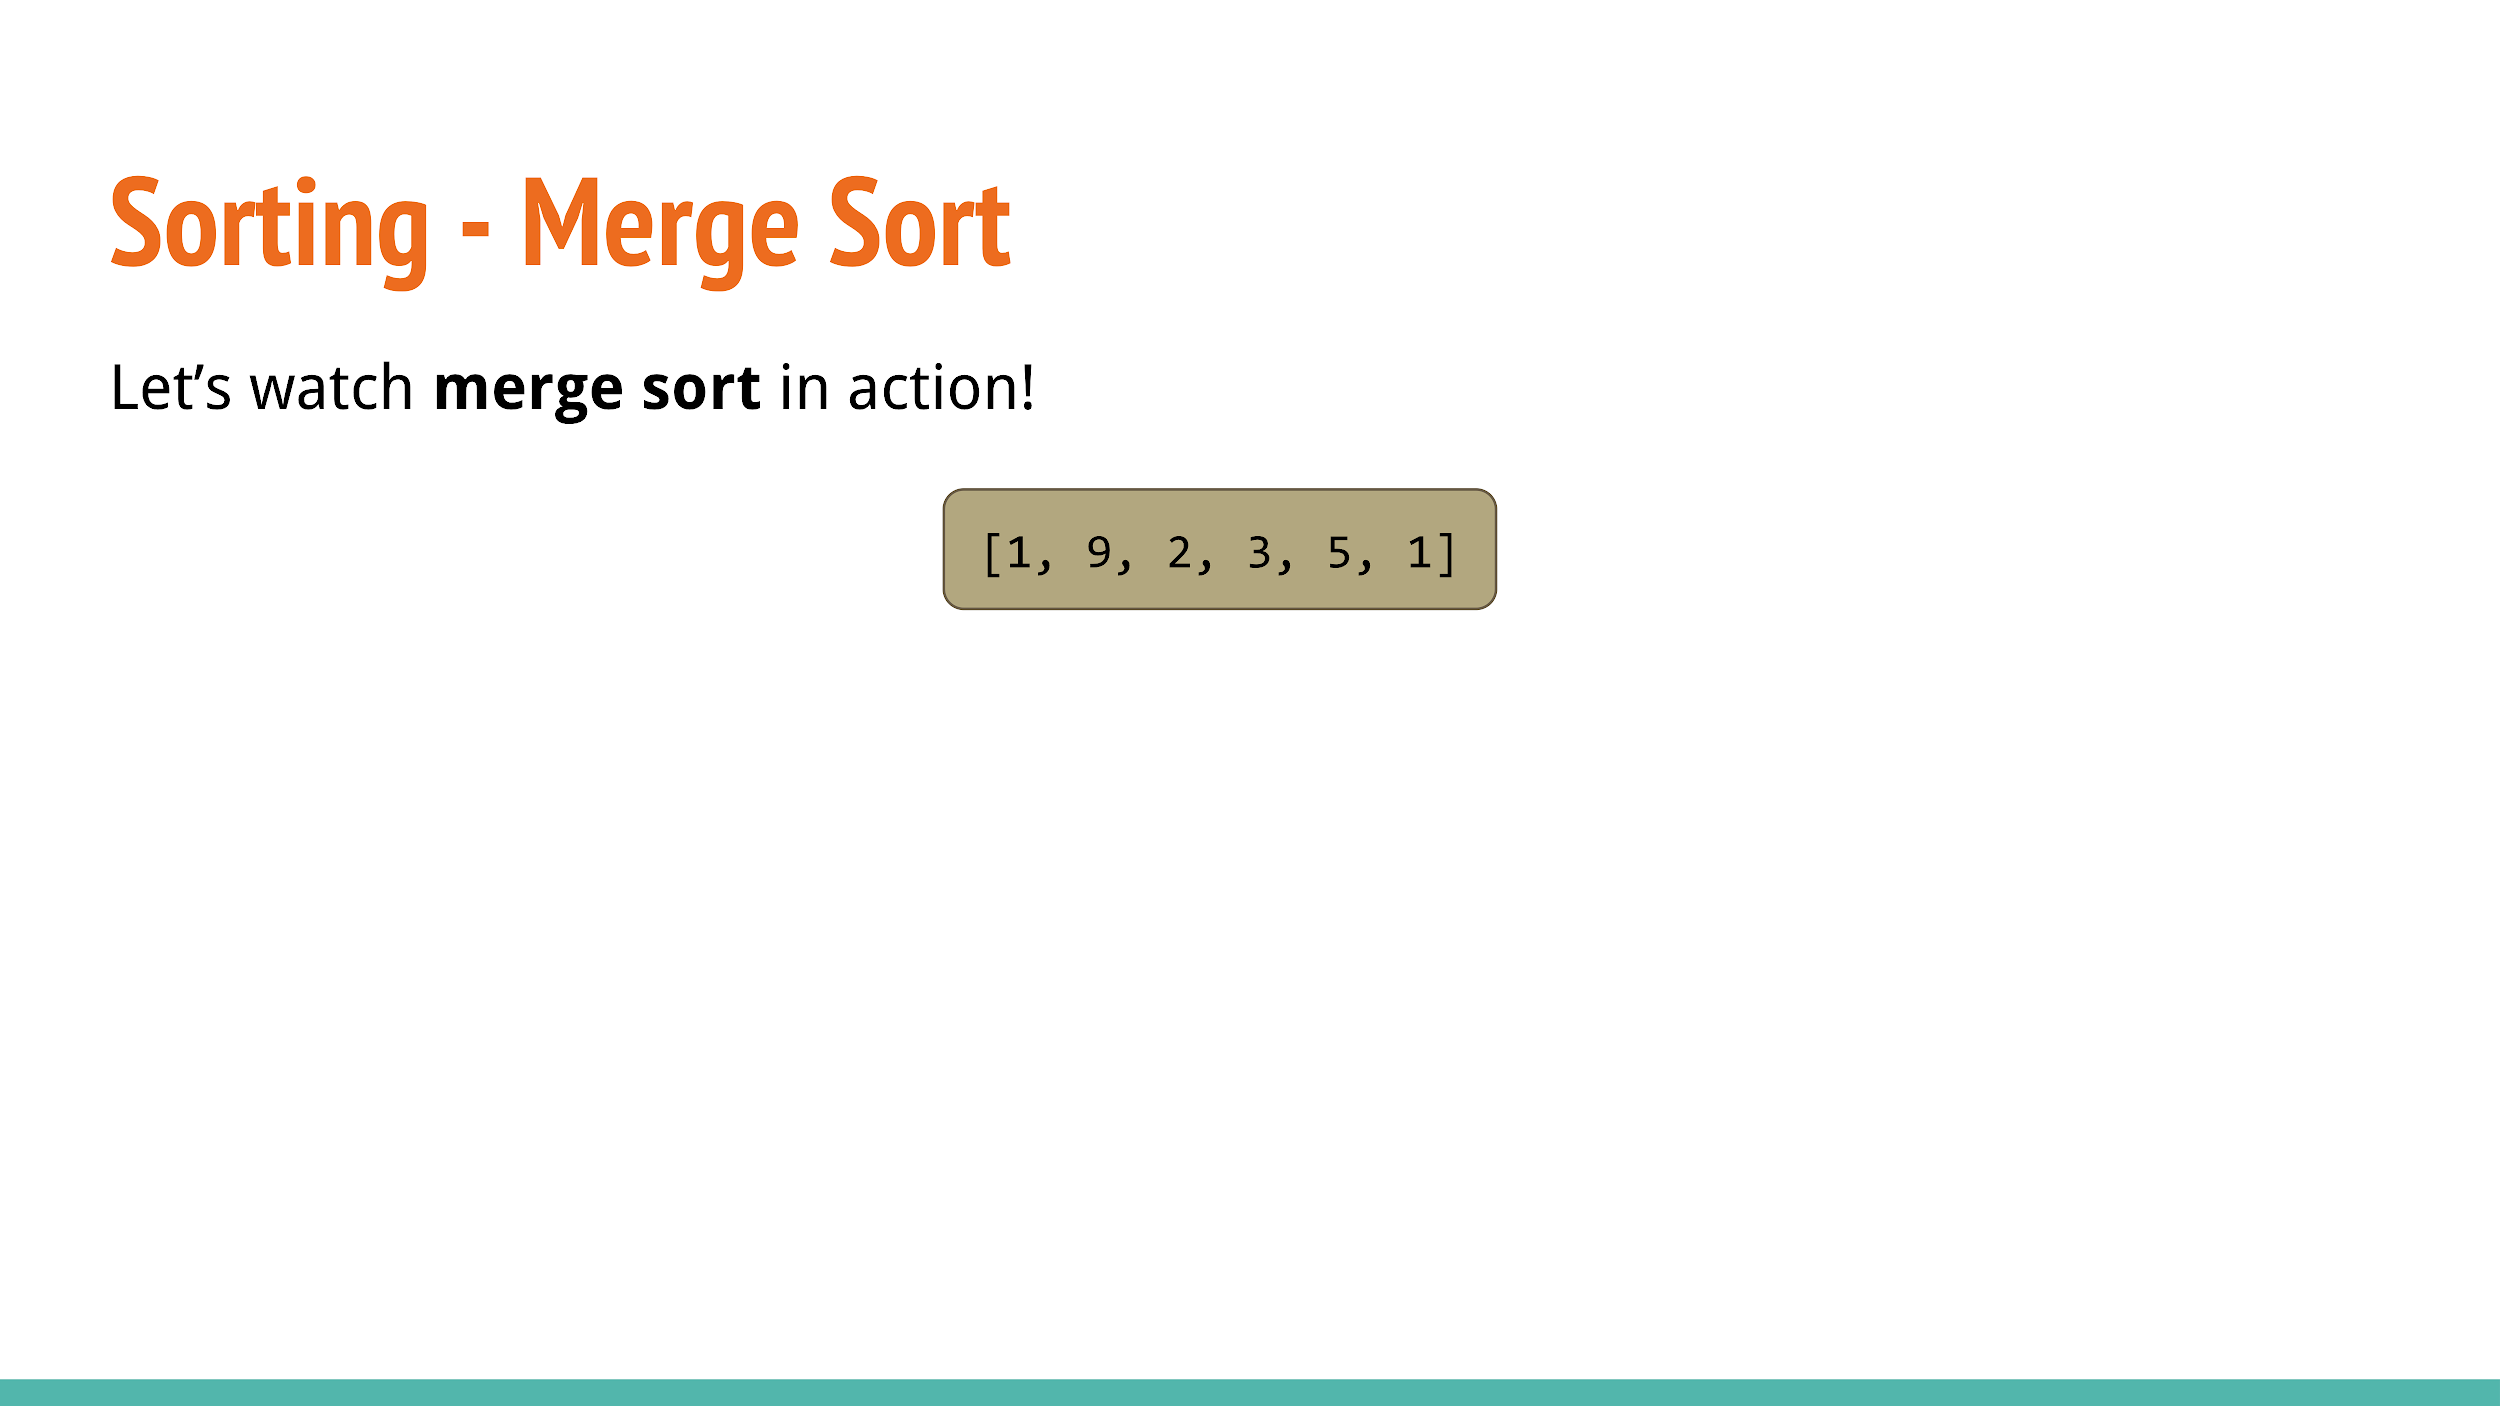 Sorting - Merge Sort
Let’s watch merge sort in action!
[1, 9, 2, 3, 5, 1]